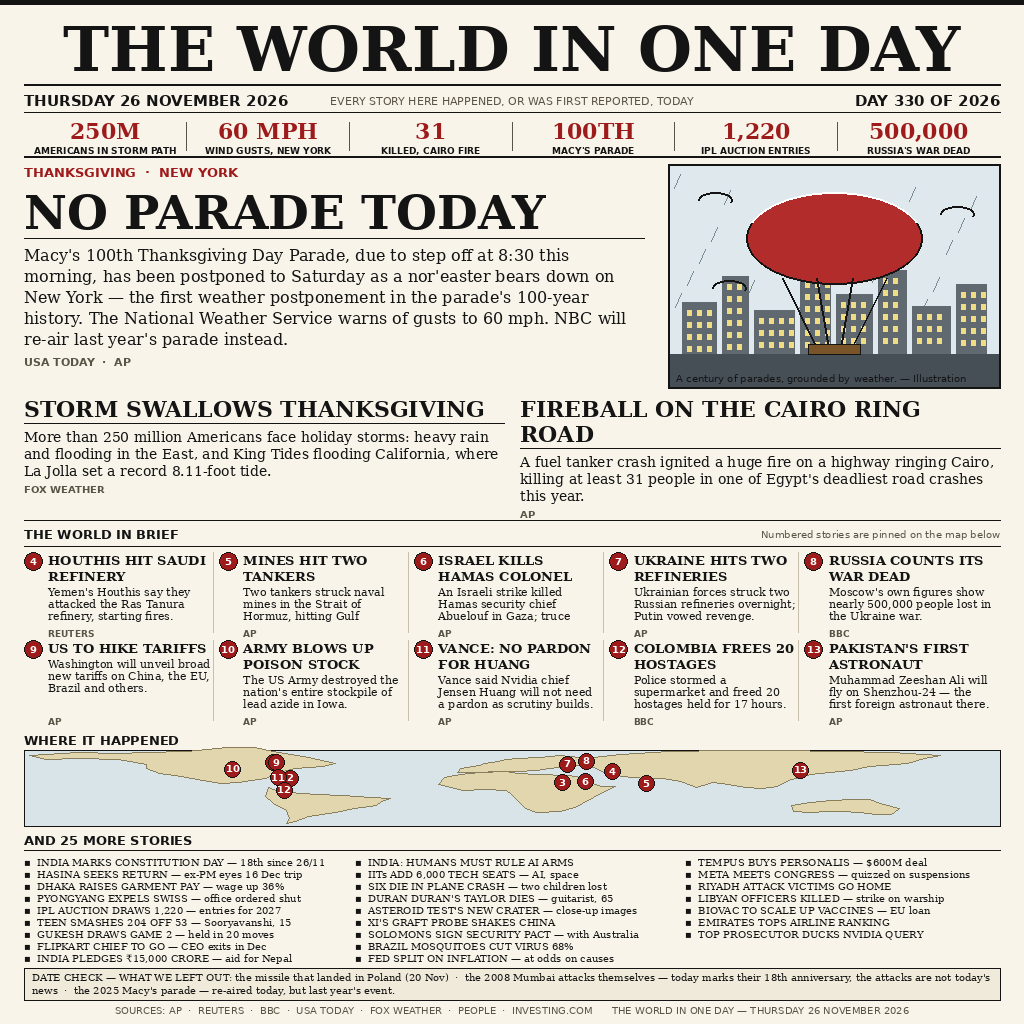 THE WORLD IN ONE DAY
THURSDAY 26 NOVEMBER 2026
EVERY STORY HERE HAPPENED, OR WAS FIRST REPORTED, TODAY
DAY 330 OF 2026
250M
AMERICANS IN STORM PATH
60 MPH
WIND GUSTS, NEW YORK
31
KILLED, CAIRO FIRE
100TH
MACY'S PARADE
1,220
IPL AUCTION ENTRIES
500,000
RUSSIA'S WAR DEAD
THANKSGIVING · NEW YORK
NO PARADE TODAY
Macy's 100th Thanksgiving Day Parade, due to step off at 8:30 this
morning, has been postponed to Saturday as a nor'easter bears down on
New York — the first weather postponement in the parade's 100-year
history. The National Weather Service warns of gusts to 60 mph. NBC will
re-air last year's parade instead.
USA TODAY · AP
A century of parades, grounded by weather. — Illustration
STORM SWALLOWS THANKSGIVING
More than 250 million Americans face holiday storms: heavy rain
and flooding in the East, and King Tides flooding California, where
La Jolla set a record 8.11-foot tide.
FOX WEATHER
FIREBALL ON THE CAIRO RING
ROAD
A fuel tanker crash ignited a huge fire on a highway ringing Cairo,
killing at least 31 people in one of Egypt's deadliest road crashes
this year.
AP
THE WORLD IN BRIEF
Numbered stories are pinned on the map below
4 HOUTHIS HIT SAUDI
REFINERY
Yemen's Houthis say they
attacked the Ras Tanura
refinery, starting fires.
REUTERS
5 MINES HIT TWO
TANKERS
Two tankers struck naval
mines in the Strait of
Hormuz, hitting Gulf
AP
6 ISRAEL KILLS
HAMAS COLONEL
An Israeli strike killed
Hamas security chief
Abuelouf in Gaza; truce
AP
7 UKRAINE HITS TWO
REFINERIES
Ukrainian forces struck two
Russian refineries overnight;
Putin vowed revenge.
AP
8 RUSSIA COUNTS ITS
WAR DEAD
Moscow's own figures show
nearly 500,000 people lost in
the Ukraine war.
BBC
9 US TO HIKE TARIFFS
Washington will unveil broad
new tariffs on China, the EU,
Brazil and others.
AP
10 ARMY BLOWS UP
POISON STOCK
The US Army destroyed the
nation's entire stockpile of
lead azide in Iowa.
AP
11 VANCE: NO PARDON
FOR HUANG
Vance said Nvidia chief
Jensen Huang will not need
a pardon as scrutiny builds.
AP
12 COLOMBIA FREES 20
HOSTAGES
Police stormed a
supermarket and freed 20
hostages held for 17 hours.
BBC
13 PAKISTAN'S FIRST
ASTRONAUT
Muhammad Zeeshan Ali will
fly on Shenzhou-24 — the
first foreign astronaut there.
AP
WHERE IT HAPPENED
10
9
11
2
12
7
8
3
6
4
5
13
AND 25 MORE STORIES
▪ INDIA MARKS CONSTITUTION DAY — 18th since 26/11
▪ HASINA SEEKS RETURN — ex-PM eyes 16 Dec trip
▪ DHAKA RAISES GARMENT PAY — wage up 36%
▪ PYONGYANG EXPELS SWISS — office ordered shut
▪ IPL AUCTION DRAWS 1,220 — entries for 2027
▪ TEEN SMASHES 204 OFF 53 — Sooryavanshi, 15
▪ GUKESH DRAWS GAME 2 — held in 20 moves
▪ FLIPKART CHIEF TO GO — CEO exits in Dec
▪ INDIA PLEDGES ₹15,000 CRORE — aid for Nepal
▪ INDIA: HUMANS MUST RULE AI ARMS
▪ IITs ADD 6,000 TECH SEATS — AI, space
▪ SIX DIE IN PLANE CRASH — two children lost
▪ DURAN DURAN'S TAYLOR DIES — guitarist, 65
▪ ASTEROID TEST'S NEW CRATER — close-up images
▪ XI'S GRAFT PROBE SHAKES CHINA
▪ SOLOMONS SIGN SECURITY PACT — with Australia
▪ BRAZIL MOSQUITOES CUT VIRUS 68%
▪ FED SPLIT ON INFLATION — at odds on causes
▪ TEMPUS BUYS PERSONALIS — $600M deal
▪ META MEETS CONGRESS — quizzed on suspensions
▪ RIYADH ATTACK VICTIMS GO HOME
▪ LIBYAN OFFICERS KILLED — strike on warship
▪ BIOVAC TO SCALE UP VACCINES — EU loan
▪ EMIRATES TOPS AIRLINE RANKING
▪ TOP PROSECUTOR DUCKS NVIDIA QUERY
DATE CHECK — WHAT WE LEFT OUT: the missile that landed in Poland (20 Nov) · the 2008 Mumbai attacks themselves — today marks their 18th anniversary, the attacks are not today's
news · the 2025 Macy's parade — re-aired today, but last year's event.
SOURCES: AP · REUTERS · BBC · USA TODAY · FOX WEATHER · PEOPLE · INVESTING.COM THE WORLD IN ONE DAY — THURSDAY 26 NOVEMBER 2026